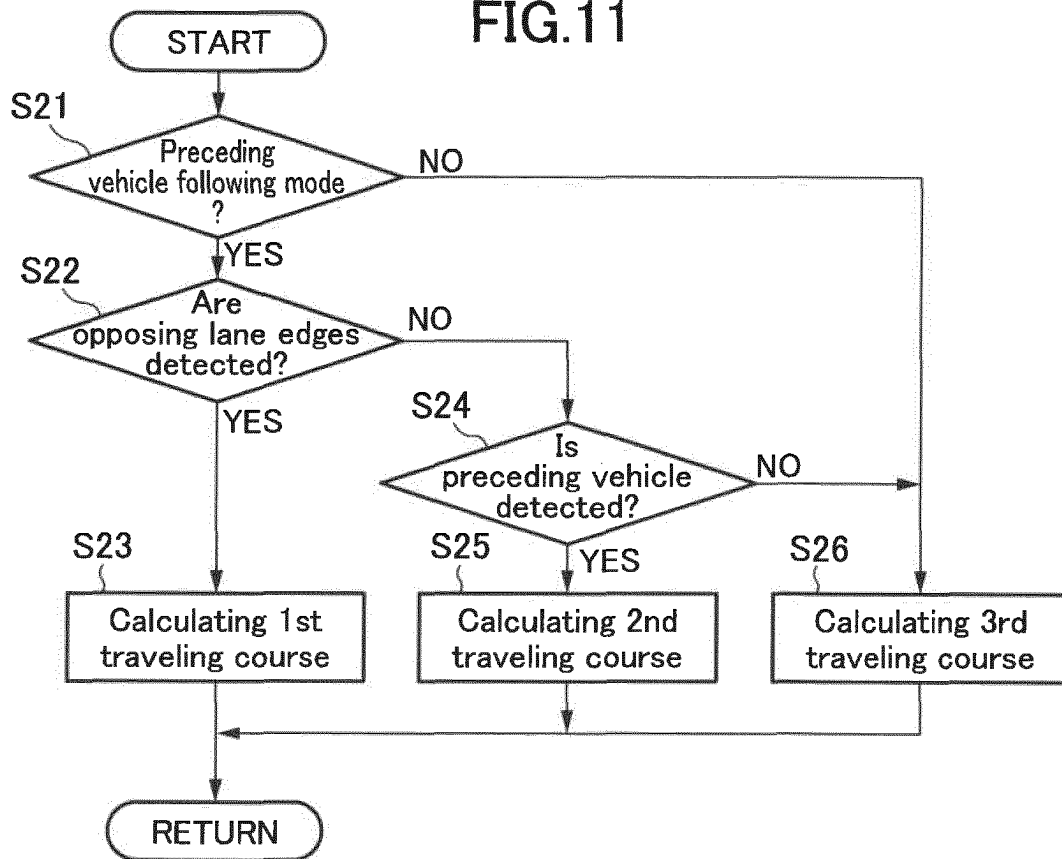 FIG.11
START
S21
Preceding
vehicle following mode
?
NO
YES
S22
Are
opposing lane edges
detected?
NO
YES
S24
Is
preceding vehicle
detected?
NO
YES
S23
Calculating 1st
traveling course
S25
Calculating 2nd
traveling course
S26
Calculating 3rd
traveling course
RETURN